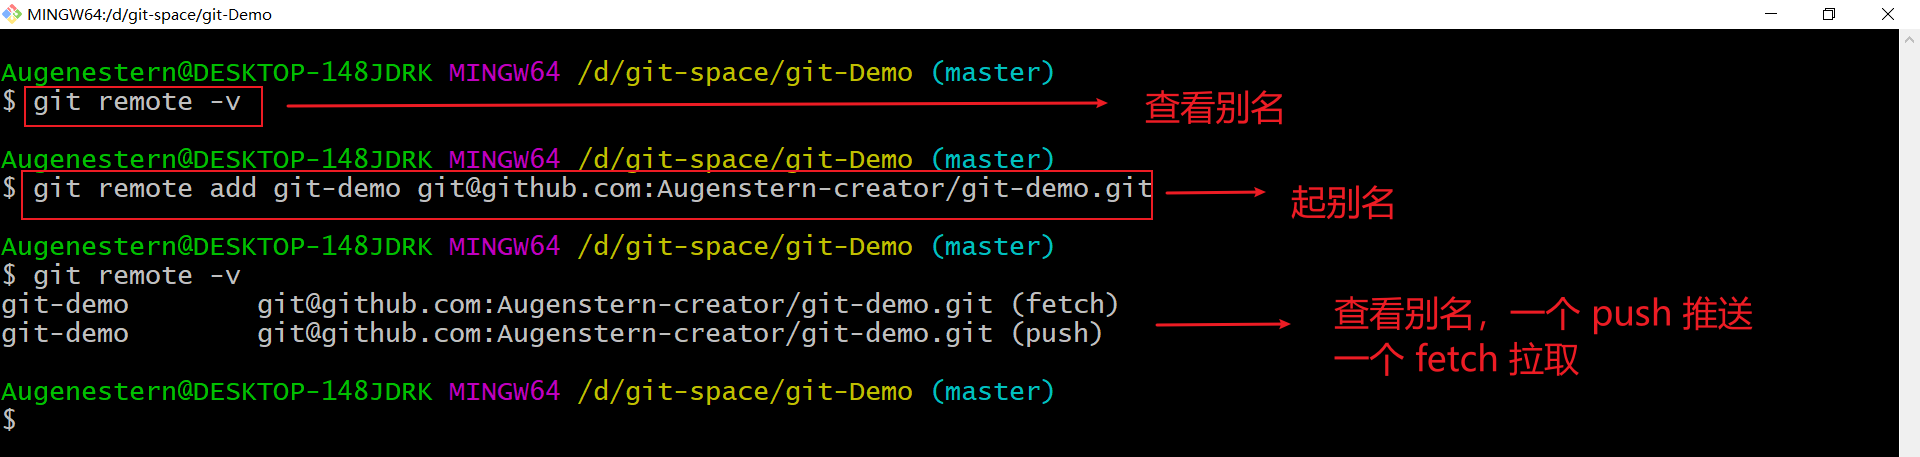 MINGW64:/d/git-space/git-Demo
Augenestern@DESKTOP-148JDRK MINGW64 /d/git-space/git-Demo (master)
$ git remote -v
查看别名
Augenestern@DESKTOP-148JDRK MINGW64 /d/git-space/git-Demo (master)
$ git remote add git-demo git@github.com:Augenstern-creator/git-demo.git
起别名
Augenestern@DESKTOP-148JDRK MINGW64 /d/git-space/git-Demo (master)
$ git remote -v
git-demo        git@github.com:Augenstern-creator/git-demo.git (fetch)
git-demo        git@github.com:Augenstern-creator/git-demo.git (push)
查看别名，一个 push 推送
一个 fetch 拉取
Augenestern@DESKTOP-148JDRK MINGW64 /d/git-space/git-Demo (master)
$